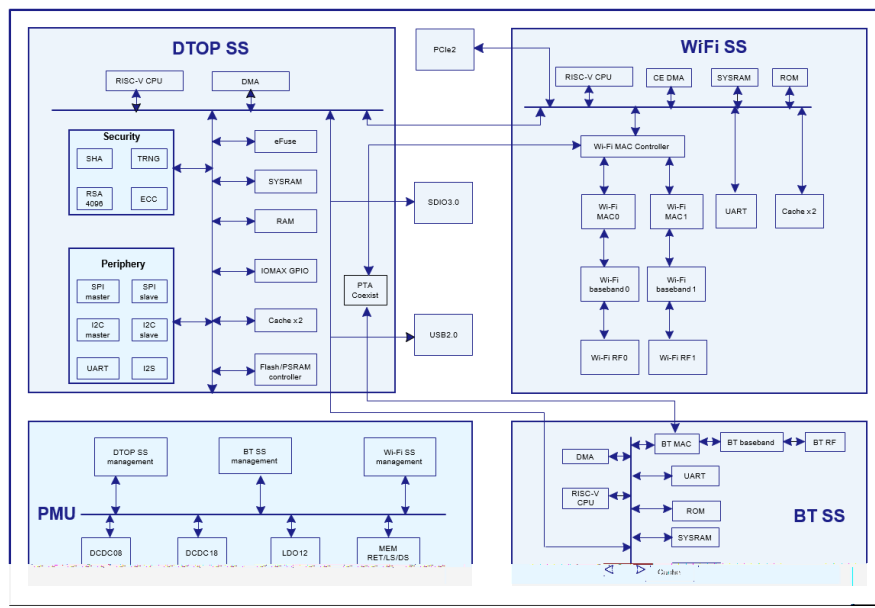 DTOP SS
RISC-V CPU
DMA
Security
SHA
TRNG
RSA
4096
ECC
Periphery
SPI
master
SPI
slave
I2C
master
I2C
slave
UART
I2S
eFuse
SYSRAM
RAM
IOMAX GPIO
Cache x2
Flash/PSRAM
controller
PTA
Coexist
PCIe2
SDIO3.0
USB2.0
WiFi SS
RISC-V CPU
CE DMA
SYSRAM
ROM
Wi-Fi MAC Controller
Wi-Fi
MAC0
Wi-Fi
MAC1
UART
Cache x2
Wi-Fi
baseband 0
Wi-Fi
baseband 1
Wi-Fi RF0
Wi-Fi RF1
PMU
DTOP SS
management
BT SS
management
Wi-Fi SS
management
DCDC08
DCDC18
LDO12
MEM
RET/LS/DS
BT SS
BT MAC
BT baseband
BT RF
DMA
UART
RISC-V
CPU
ROM
SYSRAM